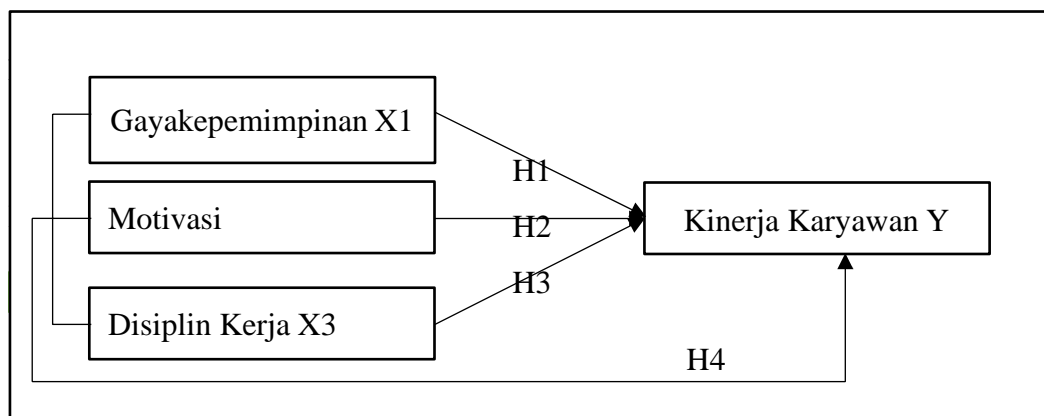 Gayakepemimpinan X1
H1
Motivasi
H2
Kinerja Karyawan Y
H3
Disiplin Kerja X3
H4